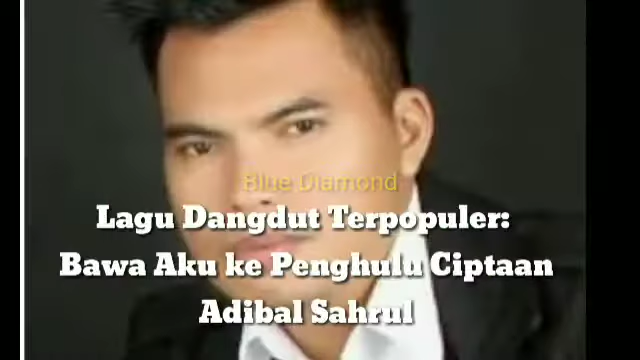 Blue Diamond
Lagu Dangdut Terpopuler:
Bawa Aku ke Penghulu Ciptaan
Adibal Sahrul